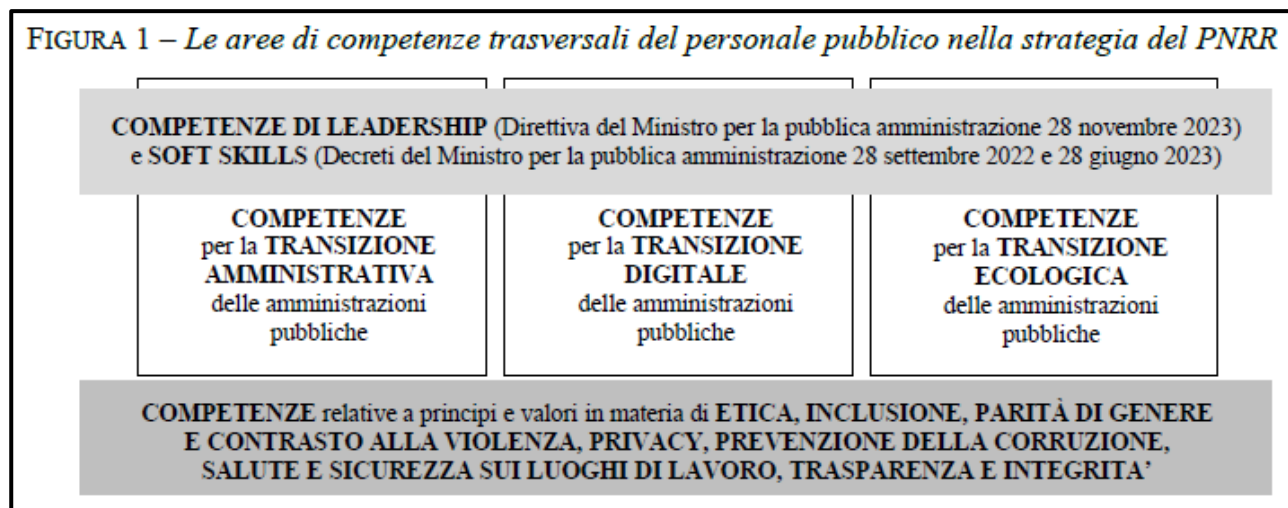 FIGURA 1 – Le aree di competenze trasversali del personale pubblico nella strategia del PNRR
COMPETENZE DI LEADERSHIP (Direttiva del Ministro per la pubblica amministrazione 28 novembre 2023)
e SOFT SKILLS (Decreti del Ministro per la pubblica amministrazione 28 settembre 2022 e 28 giugno 2023)
COMPETENZE
per la TRANSIZIONE
AMMINISTRATIVA
delle amministrazioni
pubbliche
COMPETENZE
per la TRANSIZIONE
DIGITALE
delle amministrazioni
pubbliche
COMPETENZE
per la TRANSIZIONE
ECOLOGICA
delle amministrazioni
pubbliche
COMPETENZE relative a principi e valori in materia di ETICA, INCLUSIONE, PARITÀ DI GENERE
E CONTRASTO ALLA VIOLENZA, PRIVACY, PREVENZIONE DELLA CORRUZIONE,
SALUTE E SICUREZZA SUI LUOGHI DI LAVORO, TRASPARENZA E INTEGRITA’